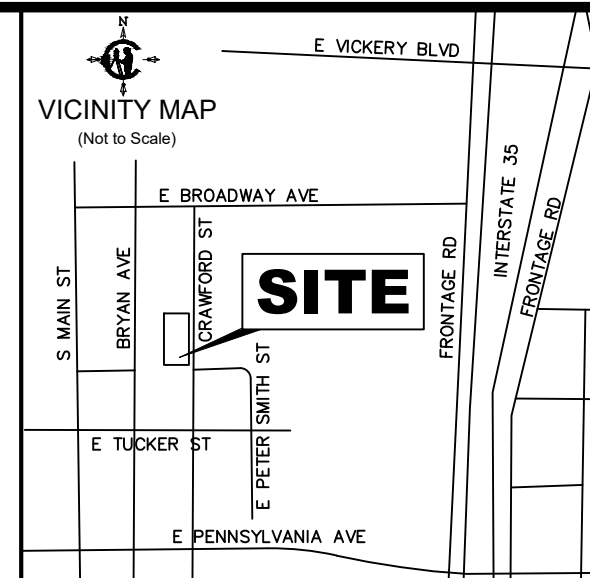 N
E VICKERY BLVD
VICINITY MAP
(Not to Scale)
E BROADWAY AVE
INTERSTATE 35
FRONTAGE RD
FRONTAGE RD
S MAIN ST
BRYAN AVE
CRAWFORD ST
SITE
E PETER SMITH ST
E TUCKER ST
E PENNSYLVANIA AVE